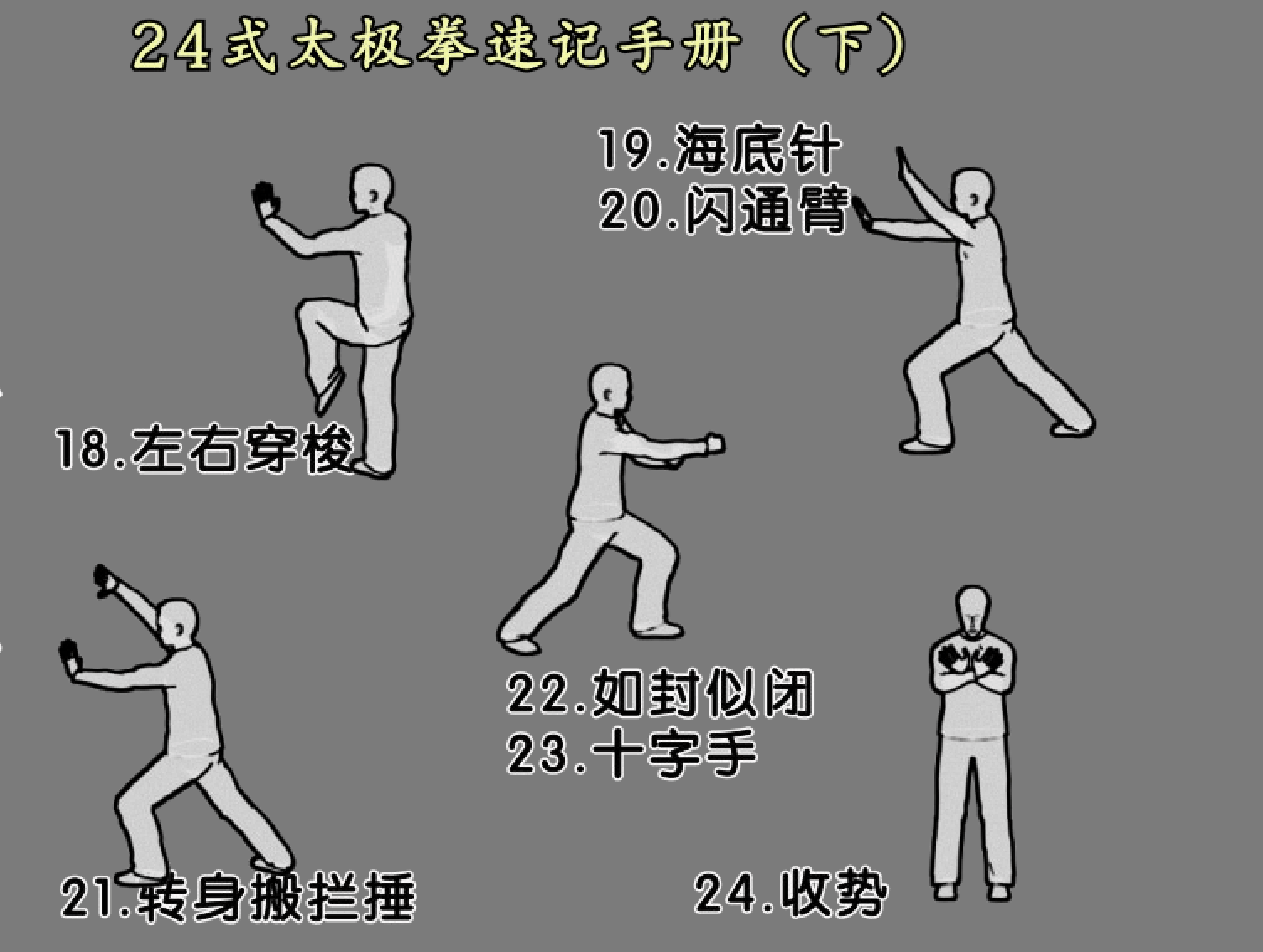 24式太极拳速记手册（下）
19.海底针
20.闪通臂
18.左右穿梭
22.如封似闭
23.十字手
21.转身搬拦捶
24.收势